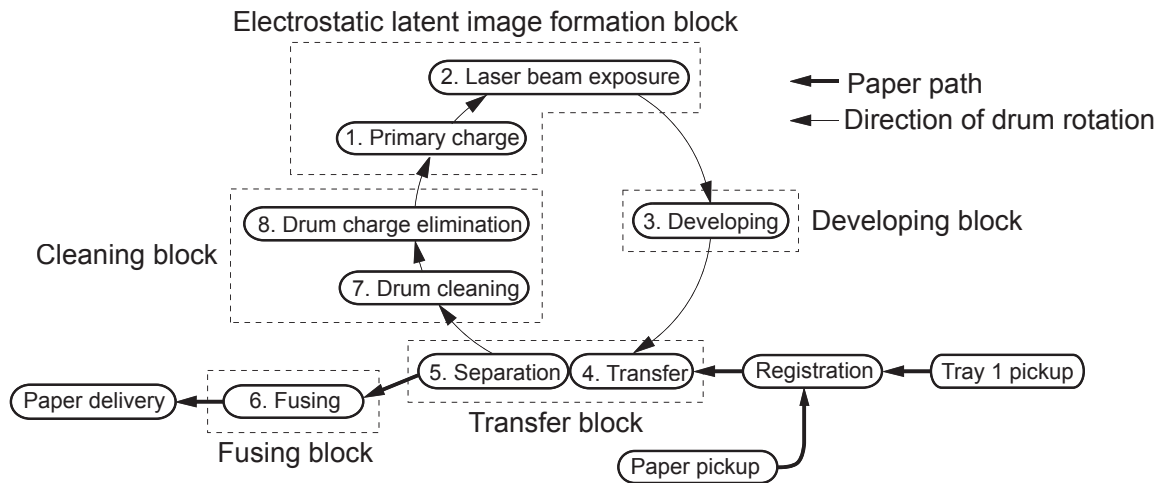 Electrostatic latent image formation block
2. Laser beam exposure
Paper path
Direction of drum rotation
1. Primary charge
8. Drum charge elimination
3. Developing
Developing block
Cleaning block
7. Drum cleaning
5. Separation
4. Transfer
Registration
Tray 1 pickup
Paper delivery
6. Fusing
Transfer block
Fusing block
Paper pickup